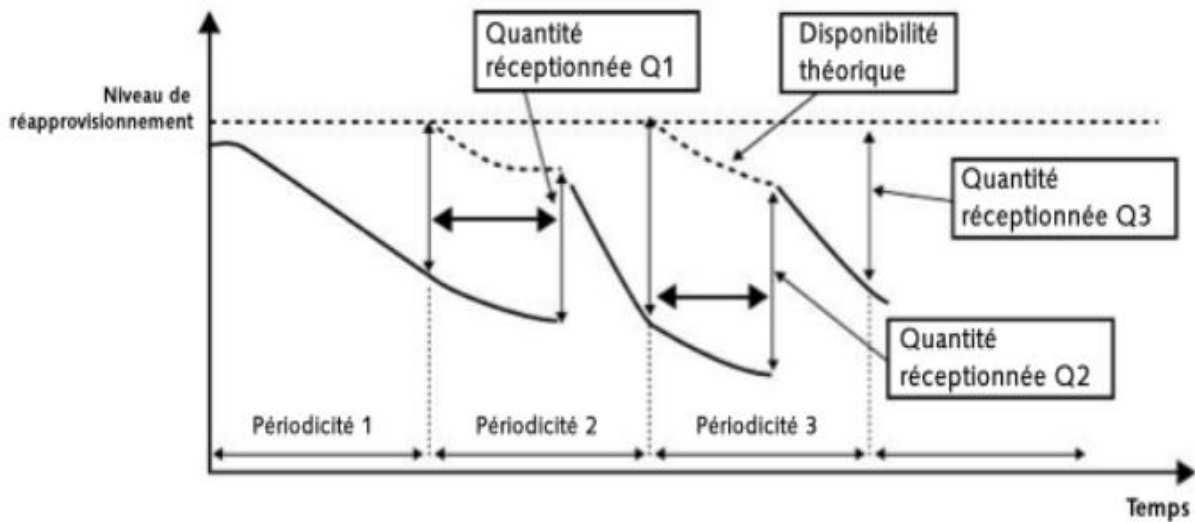 Quantité
réceptionnée Q1
Disponibilité
théorique
Niveau de
réapprovisionnement
Quantité
réceptionnée Q3
Quantité
réceptionnée Q2
Périodicité 1
Périodicité 2
Périodicité 3
Temps